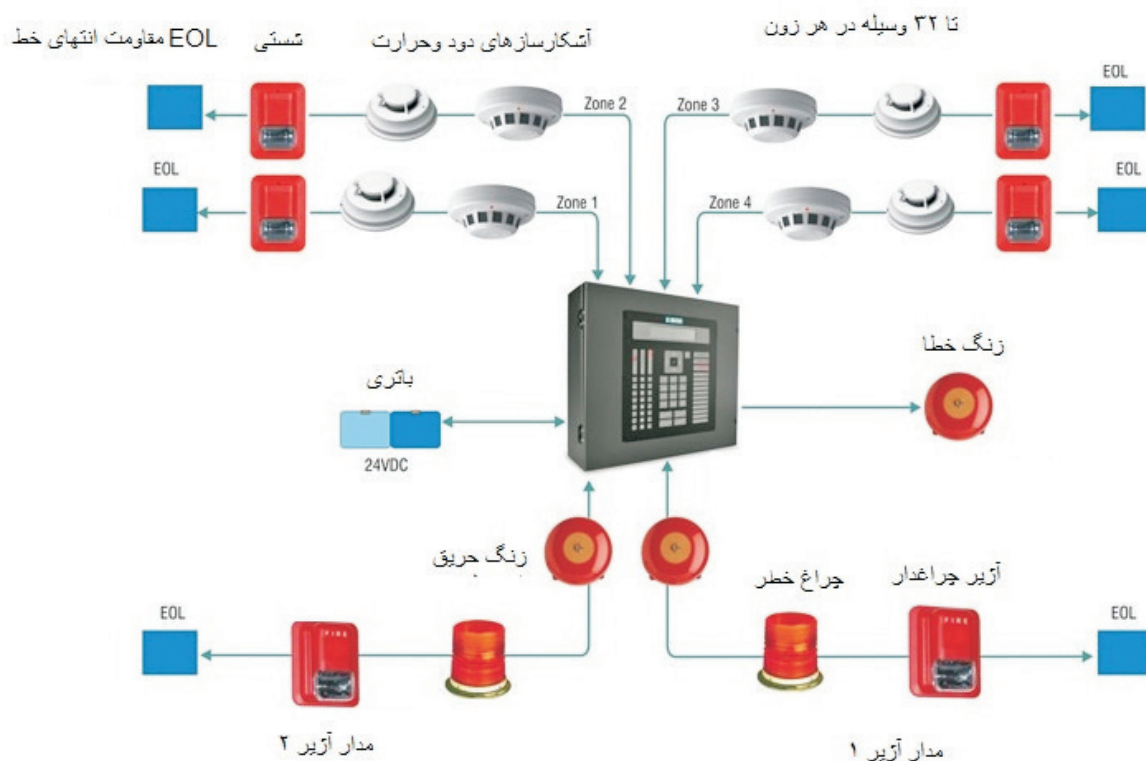 تا ۳۲ وسیله در هر زون
آشکارسازهای دود وحرارت
شستی
EOL مقاومت انتهای خط
EOL
Zone 2
Zone 3
EOL
EOL
Zone 1
Zone 4
زنگ خطا
باتری
24VDC
زنگ حریق
چراغ خطر
آژیر چراغدار
EOL
FIRE
FIRE
EOL
مدار آژیر ۲
مدار آژیر ۱